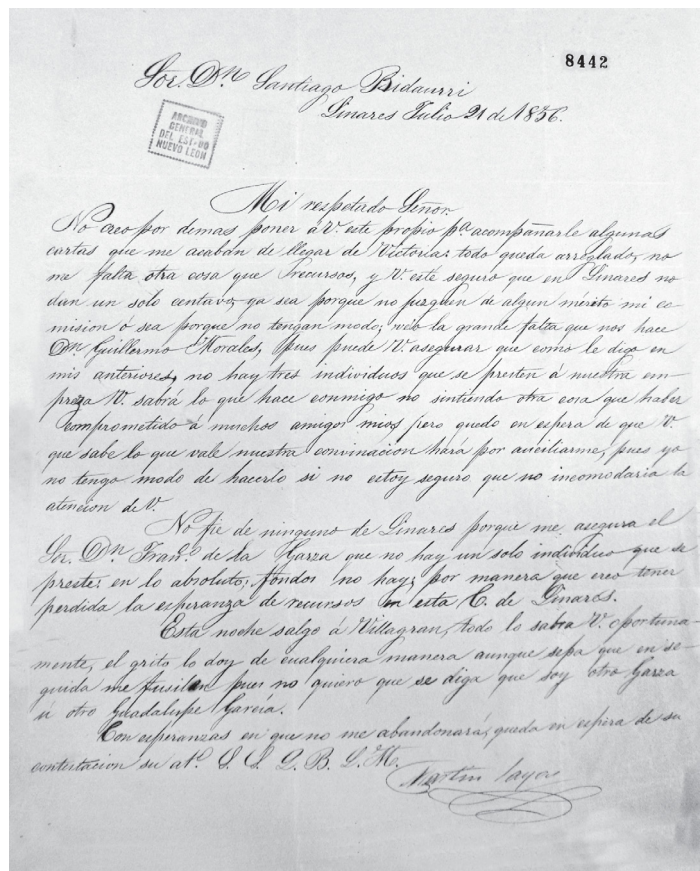 8442
Sor. Dn. Santiago Bidaurri
Linares Julio 21 de 1856.
ARCHIVO
GENERAL
DEL ESTADO
NUEVO LEON
Mi respetado Señor.
No creo por demas poner á V. este propio pa. acompañarle algunas
cartas que me acaban de llegar de Victoria: todo queda arreglado, no
me falta otra cosa que recursos, y V. esté seguro que en Linares no
dan un solo centavo, ya sea porque no juzguen de algun mérito mi co-
mision ó sea porque no tengan modo; veo la grande falta que nos hace
Dn. Guillermo Morales, pues puede V. asegurar que como le digo en
mis anteriores, no hay tres individuos que se presten á nuestra em-
preza V. sabrá lo que hace conmigo no sintiendo otra cosa que haber
comprometido á muchos amigos mios, pero quedo en espera de que V.
que sabe lo que vale nuestra convinacion hará por auciliarme, pues yo
no tengo modo de hacerlo si no estoy seguro que no incomodaria la
atencion de V.
No fie de ninguno de Linares porque me asegura el
Sor. Dn. Franco. de la Garza que no hay un solo individuo que se
preste: en lo absoluto, fondos no hay, por manera que creo tener
perdida la esperanza de recursos en esta C. de Linares.
Esta noche salgo á Villagran, todo lo sabra V. oportuna-
mente, el grito lo doy de cualquiera manera aunque sepa que en se-
guida me fusilen pues no quiero que se diga que soy otro Garza
ú otro Guadalupe García.
Con esperanzas en que no me abandonará, queda en espera de su
contestacion su ato. S. S. Q. B. S. M.
Martin Zayas